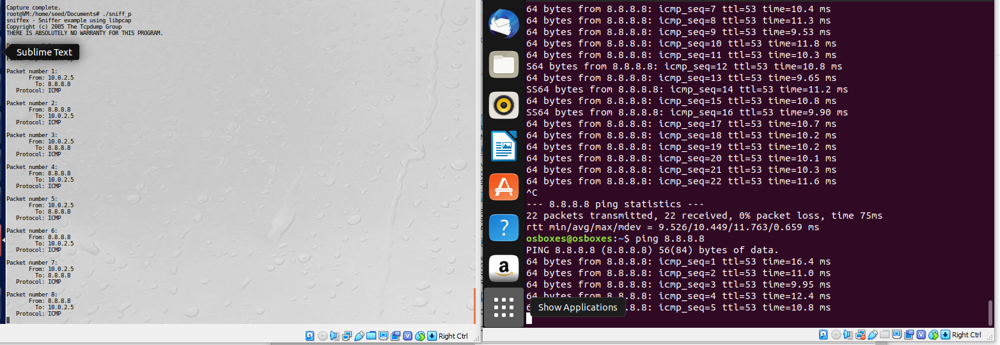 Capture complete.
root@VM:/home/seed/Documents# ./sniff_p
sniffex - Sniffer example using libpcap
Copyright (c) 2005 The Tcpdump Group
THERE IS ABSOLUTELY NO WARRANTY FOR THIS PROGRAM.
Sublime Text
Packet number 1:
From: 10.0.2.5
To: 8.8.8.8
Protocol: ICMP
Packet number 2:
From: 8.8.8.8
To: 10.0.2.5
Protocol: ICMP
Packet number 3:
From: 10.0.2.5
To: 8.8.8.8
Protocol: ICMP
Packet number 4:
From: 8.8.8.8
To: 10.0.2.5
Protocol: ICMP
Packet number 5:
From: 10.0.2.5
To: 8.8.8.8
Protocol: ICMP
Packet number 6:
From: 8.8.8.8
To: 10.0.2.5
Protocol: ICMP
Packet number 7:
From: 10.0.2.5
To: 8.8.8.8
Protocol: ICMP
Packet number 8:
From: 8.8.8.8
To: 10.0.2.5
Protocol: ICMP
Right Ctrl
64 bytes from 8.8.8.8: icmp_seq=7 ttl=53 time=10.4 ms
64 bytes from 8.8.8.8: icmp_seq=8 ttl=53 time=11.3 ms
64 bytes from 8.8.8.8: icmp_seq=9 ttl=53 time=9.53 ms
64 bytes from 8.8.8.8: icmp_seq=10 ttl=53 time=11.8 ms
64 bytes from 8.8.8.8: icmp_seq=11 ttl=53 time=10.3 ms
S64 bytes from 8.8.8.8: icmp_seq=12 ttl=53 time=10.8 ms
64 bytes from 8.8.8.8: icmp_seq=13 ttl=53 time=9.65 ms
SS64 bytes from 8.8.8.8: icmp_seq=14 ttl=53 time=11.2 ms
64 bytes from 8.8.8.8: icmp_seq=15 ttl=53 time=10.8 ms
SS64 bytes from 8.8.8.8: icmp_seq=16 ttl=53 time=9.90 ms
64 bytes from 8.8.8.8: icmp_seq=17 ttl=53 time=10.7 ms
64 bytes from 8.8.8.8: icmp_seq=18 ttl=53 time=10.2 ms
64 bytes from 8.8.8.8: icmp_seq=19 ttl=53 time=10.2 ms
64 bytes from 8.8.8.8: icmp_seq=20 ttl=53 time=10.1 ms
64 bytes from 8.8.8.8: icmp_seq=21 ttl=53 time=10.3 ms
64 bytes from 8.8.8.8: icmp_seq=22 ttl=53 time=11.6 ms
^C
--- 8.8.8.8 ping statistics ---
22 packets transmitted, 22 received, 0% packet loss, time 75ms
rtt min/avg/max/mdev = 9.526/10.449/11.763/0.659 ms
osboxes@osboxes:~$ ping 8.8.8.8
PING 8.8.8.8 (8.8.8.8) 56(84) bytes of data.
64 bytes from 8.8.8.8: icmp_seq=1 ttl=53 time=16.4 ms
64 bytes from 8.8.8.8: icmp_seq=2 ttl=53 time=11.0 ms
64 bytes from 8.8.8.8: icmp_seq=3 ttl=53 time=9.95 ms
64 bytes from 8.8.8.8: icmp_seq=4 ttl=53 time=12.4 ms
.8.8: icmp_seq=5 ttl=53 time=10.8 ms
Show Applications
Right Ctrl